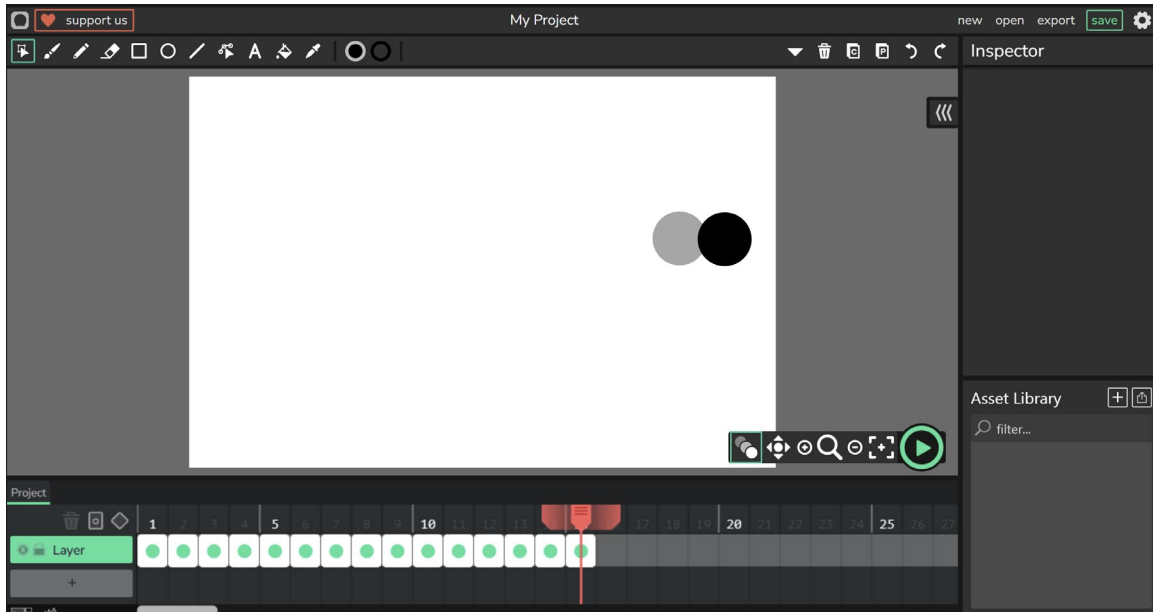 support us My Project new open export save
A C P Inspector
Asset Library
filter...
Project
1 2 3 4 5 6 7 8 9 10 11 12 13 17 18 19 20 21 22 23 24 25 26 27
Layer
+